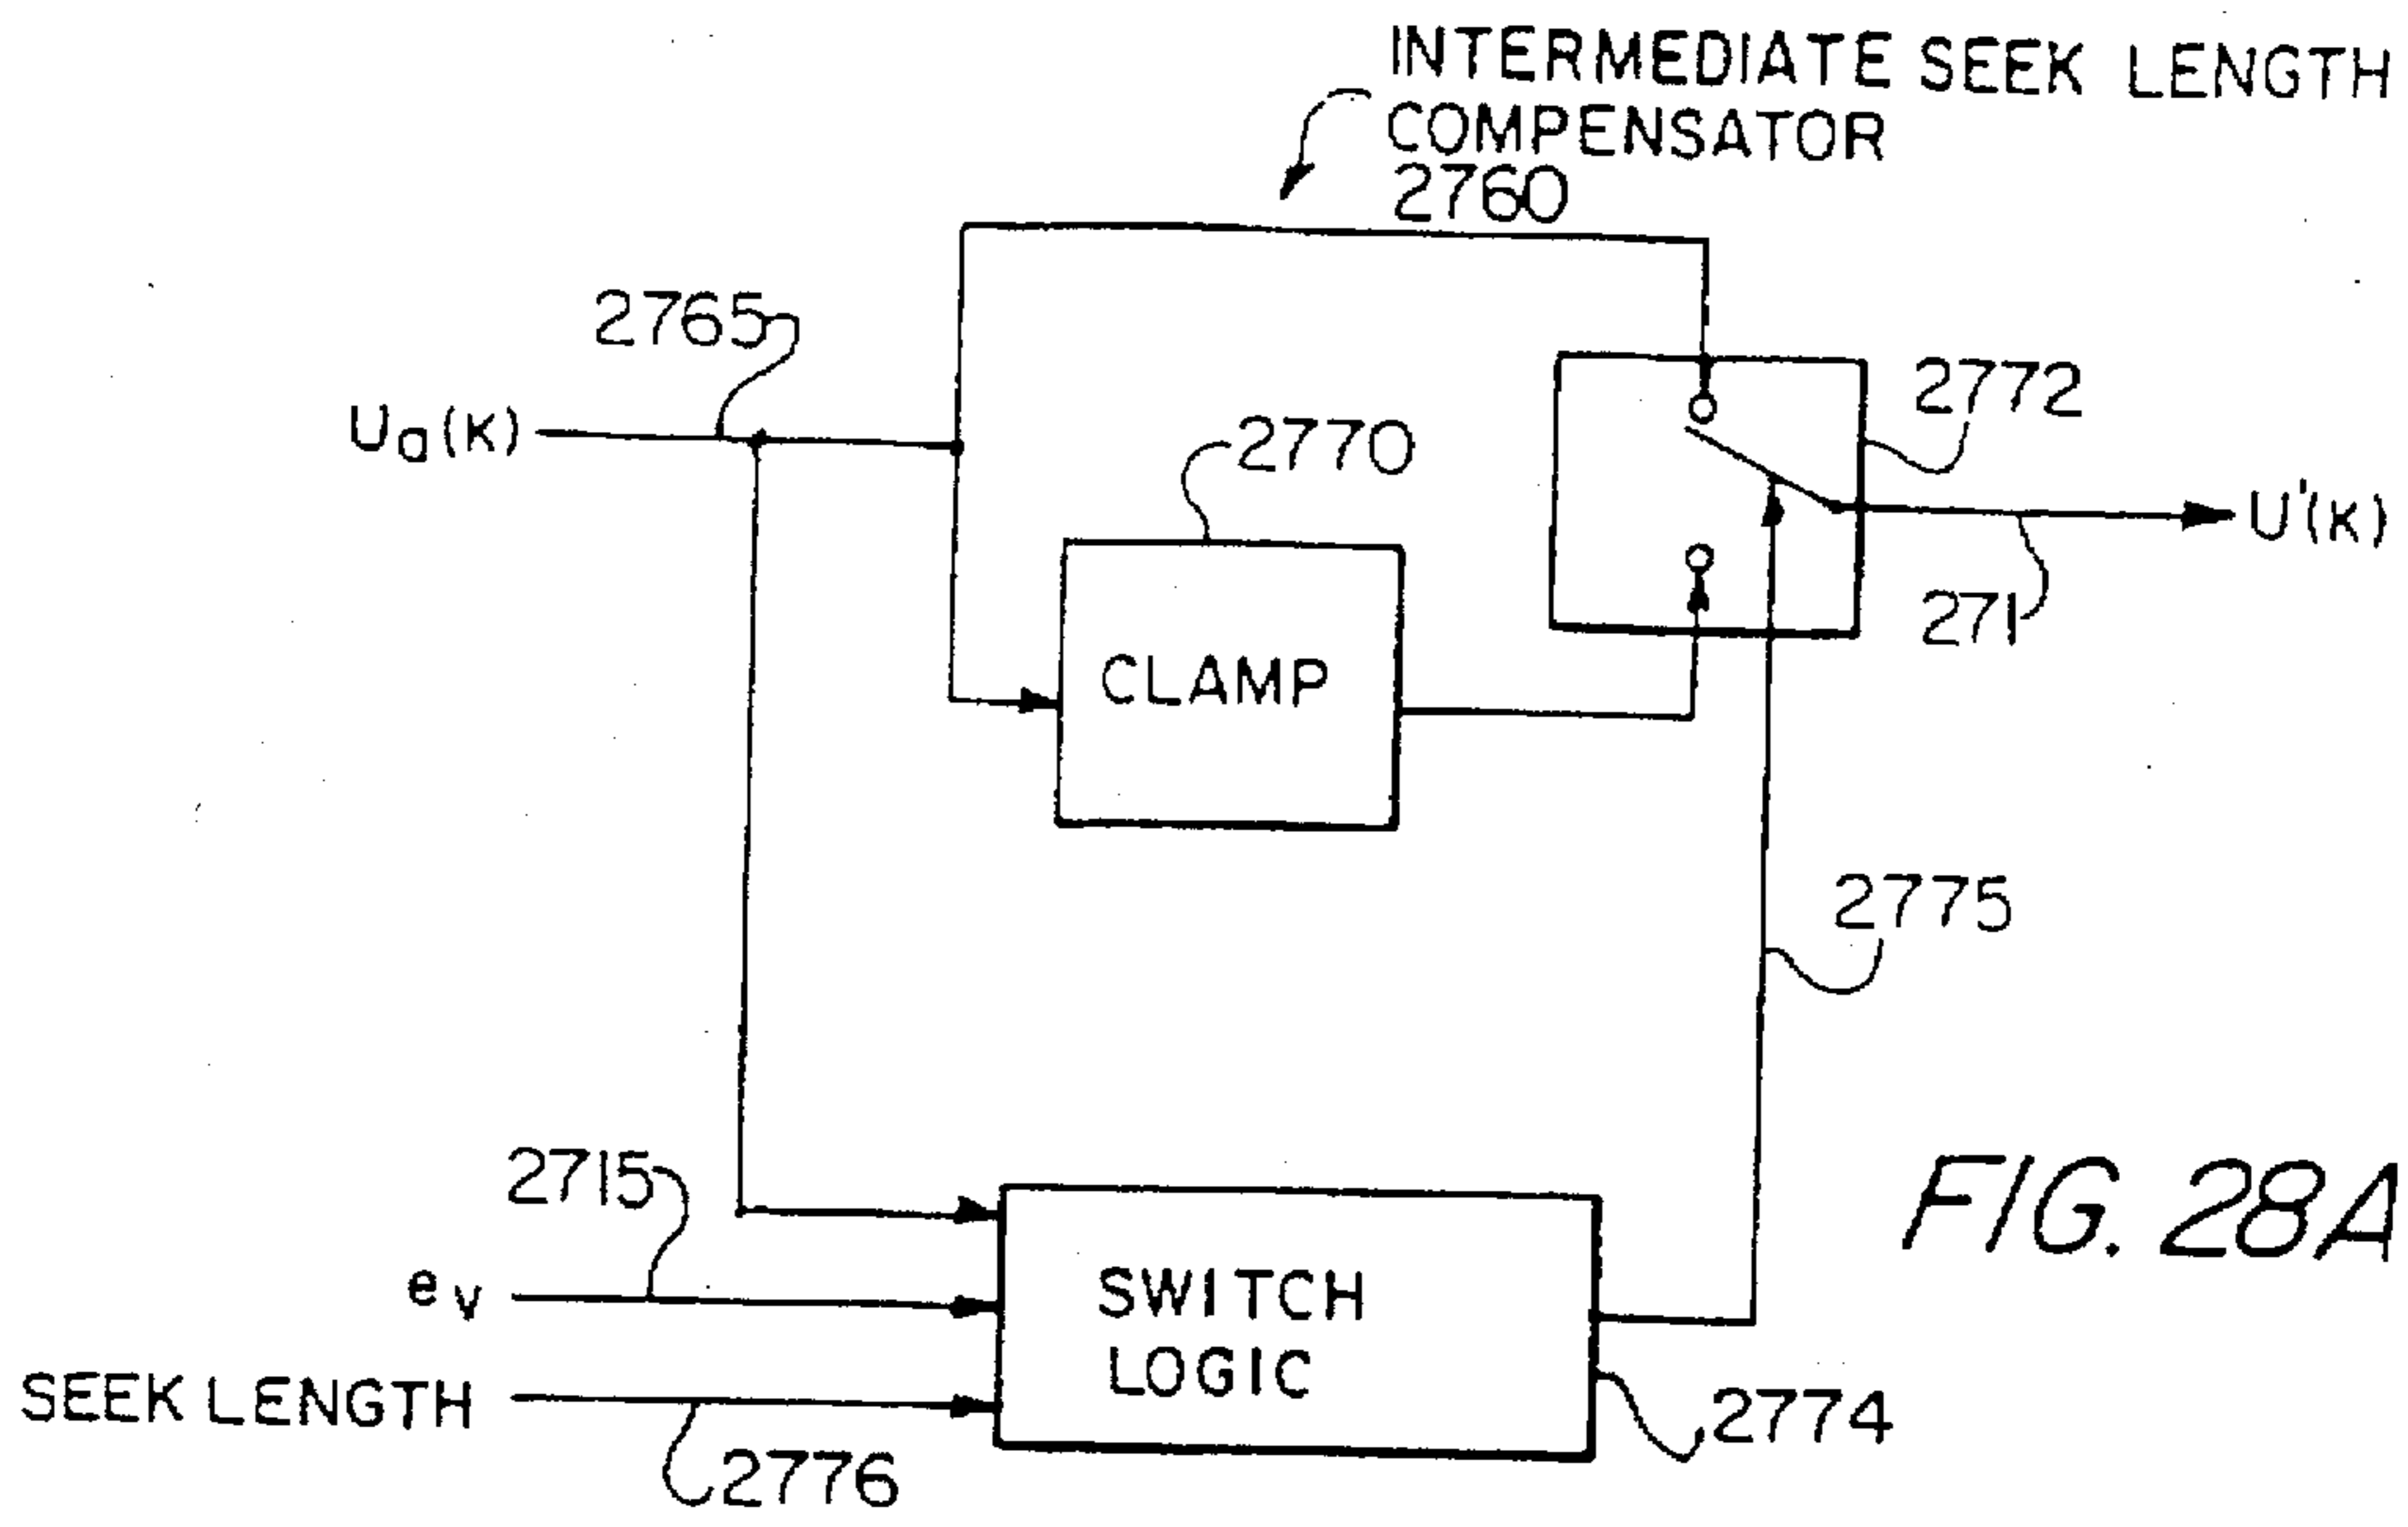 INTERMEDIATE SEEK LENGTH
COMPENSATOR
2760
2765
Ua(K)
2770
2772
U'(K)
271
CLAMP
2775
2715
eV
SWITCH
LOGIC
SEEK LENGTH
2776
2774
FIG. 28A